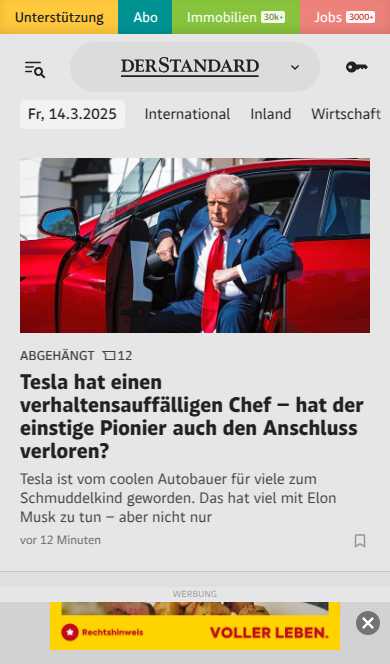 Unterstützung Abo Immobilien 30k+ Jobs 3000+
DERSTANDARD
Fr, 14.3.2025 International Inland Wirtschaft
ABGEHÄNGT 12
Tesla hat einen
verhaltensauffälligen Chef – hat der
einstige Pionier auch den Anschluss
verloren?
Tesla ist vom coolen Autobauer für viele zum
Schmuddelkind geworden. Das hat viel mit Elon
Musk zu tun – aber nicht nur
vor 12 Minuten
WERBUNG
Rechtshinweis VOLLER LEBEN.